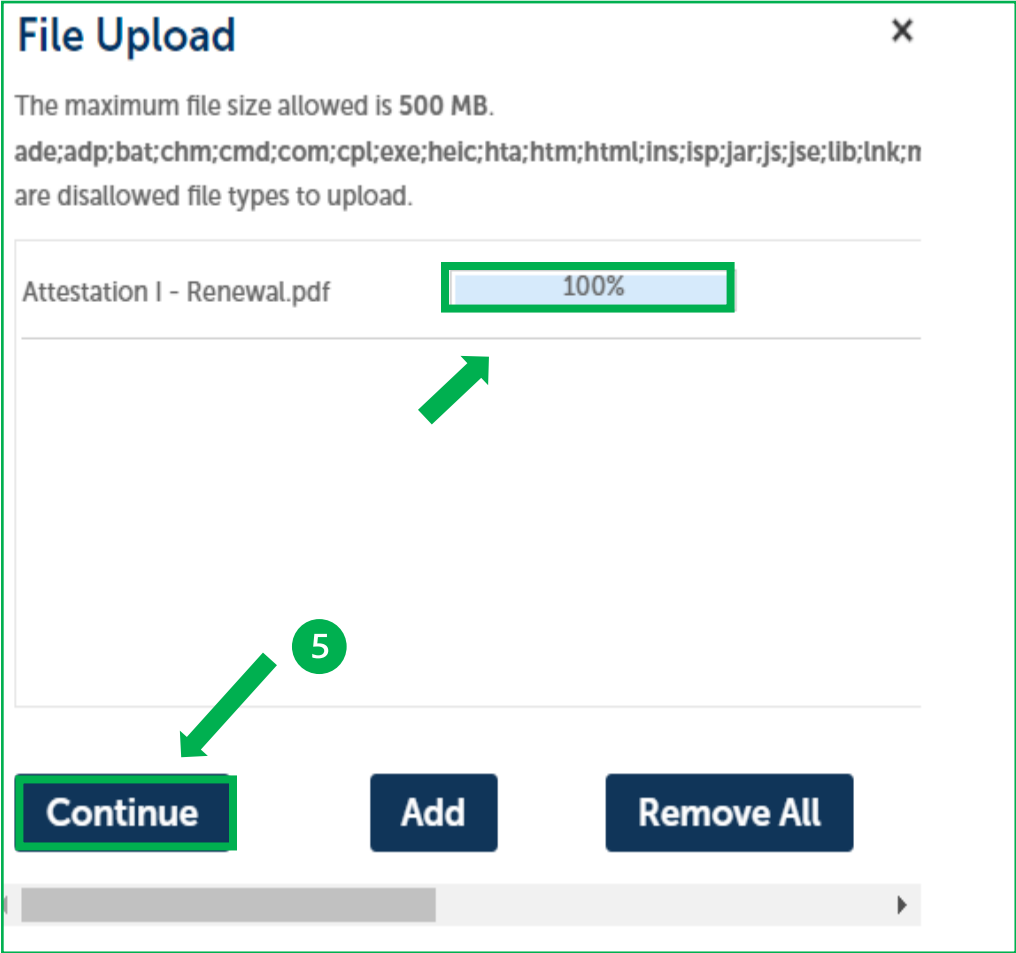 File Upload ×
The maximum file size allowed is 500 MB.
ade;adp;bat;chm;cmd;com;cpl;exe;heic;hta;htm;html;ins;isp;jar;js;jse;lib;lnk;
are disallowed file types to upload.
Attestation I - Renewal.pdf 100%
5
Continue Add Remove All